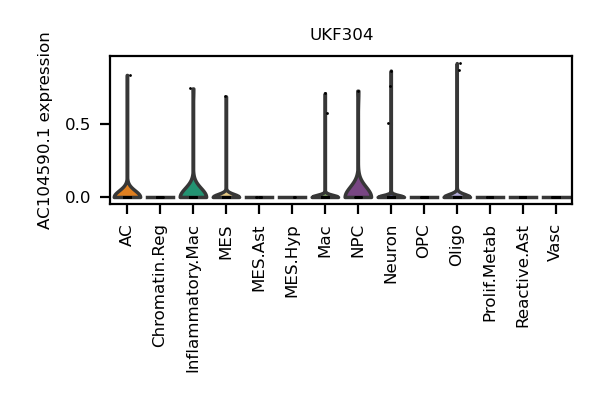 UKF304
AC104590.1 expression
0.5
0.0
AC
Chromatin.Reg
Inflammatory.Mac
MES
MES.Ast
MES.Hyp
Mac
NPC
Neuron
OPC
Oligo
Prolif.Metab
Reactive.Ast
Vasc